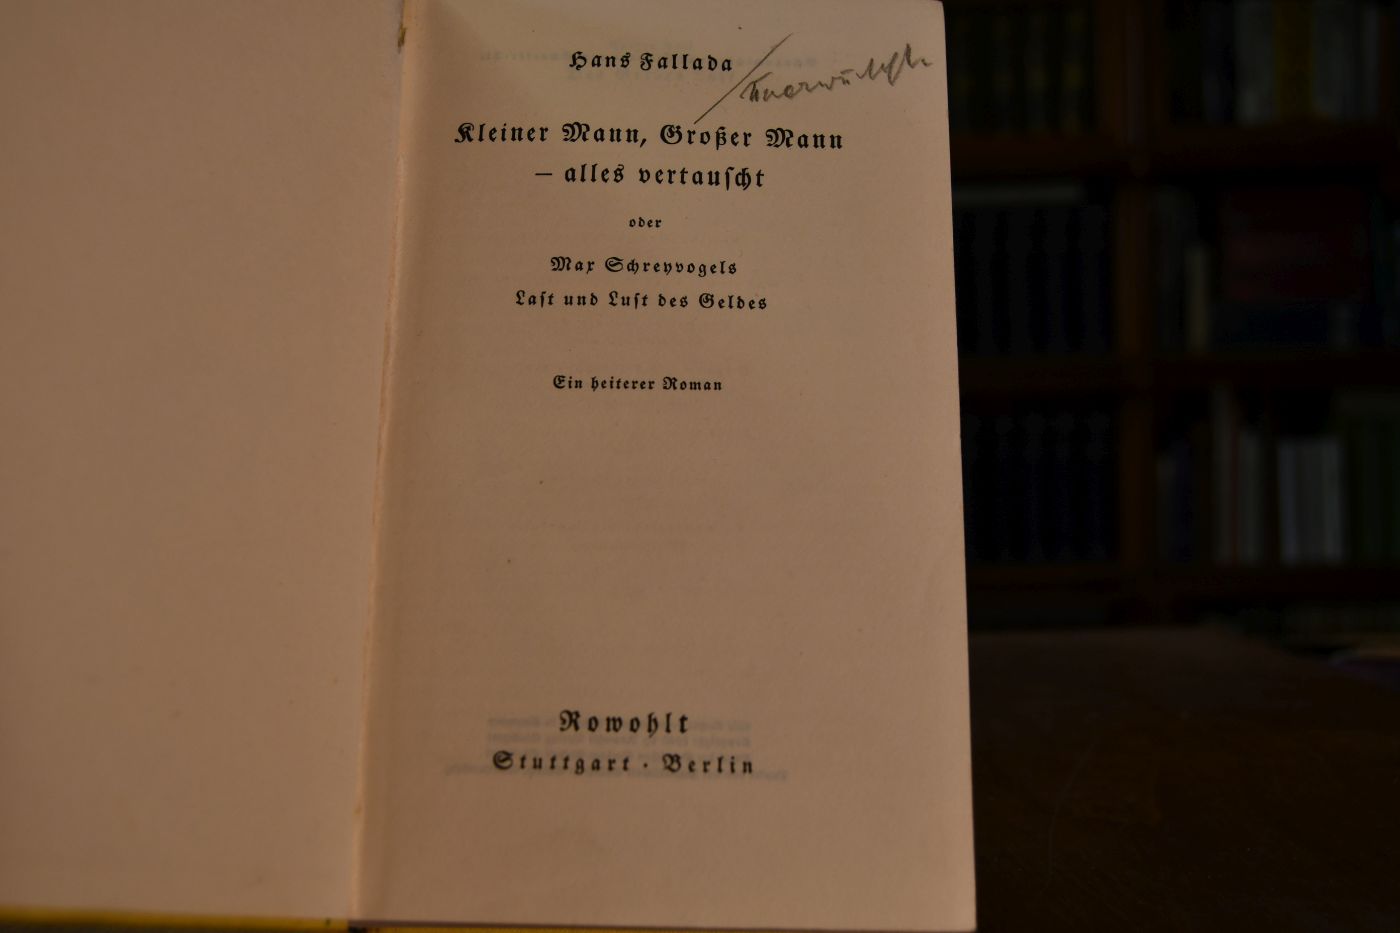 Hans Fallada
Kleiner Mann, Großer Mann
– alles vertauſcht
oder
Max Schreyvogels
Laſt und Luſt des Geldes
Ein heiterer Roman
Rowohlt
Stuttgart · Berlin